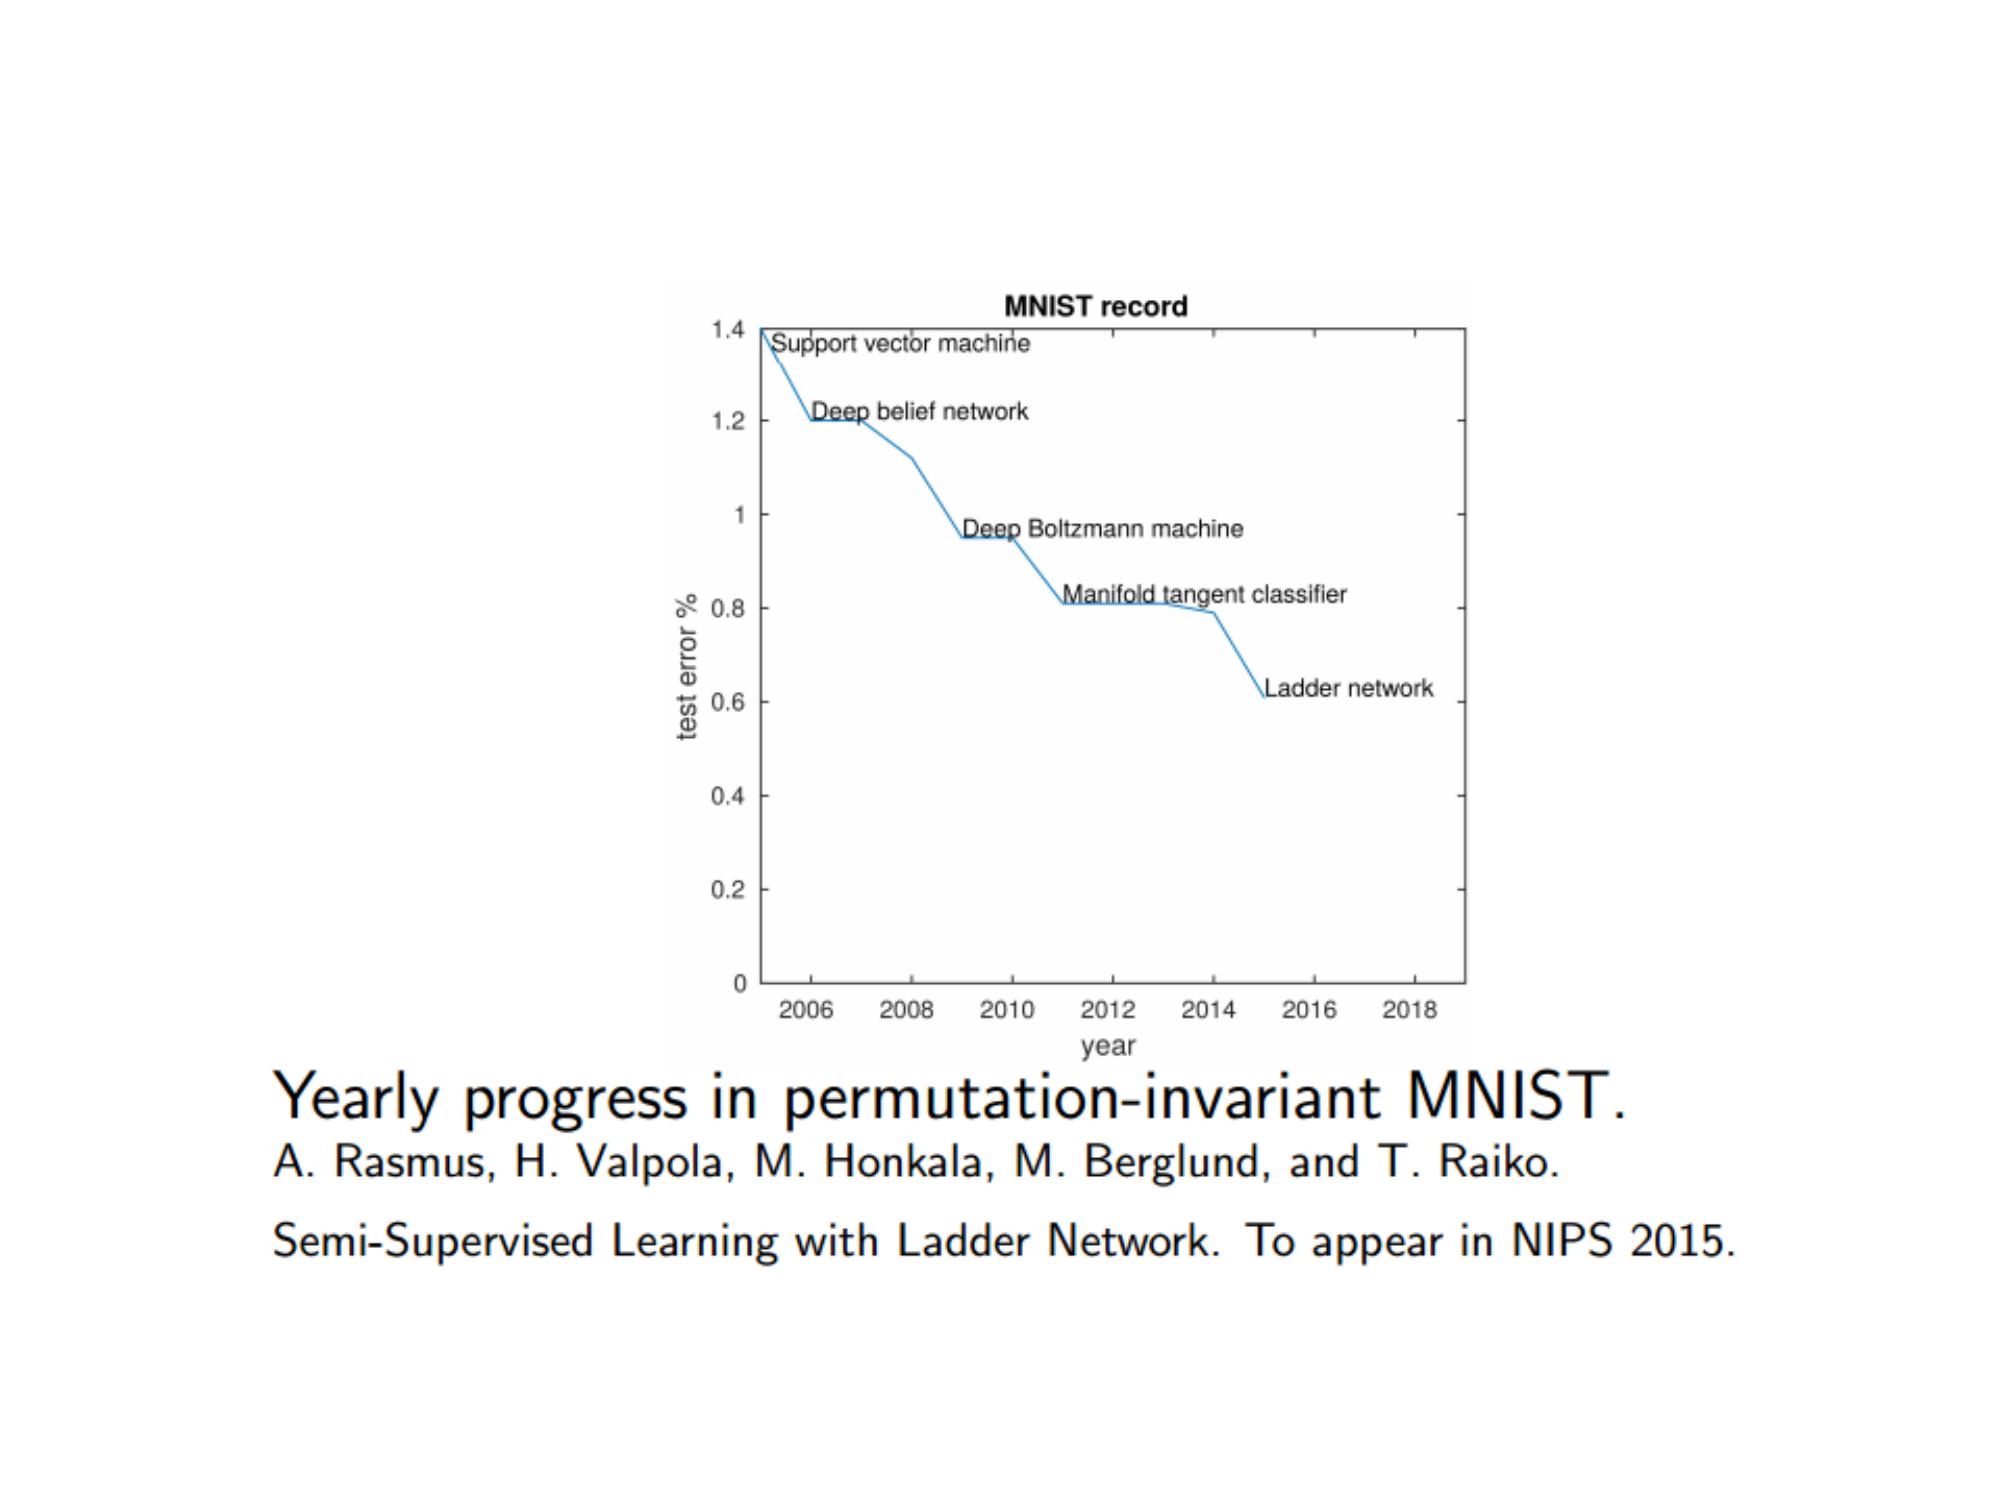 MNIST record
1.4
Support vector machine
1.2
Deep belief network
1
Deep Boltzmann machine
0.8
Manifold tangent classifier
test error %
0.6
Ladder network
0.4
0.2
0
2006 2008 2010 2012 2014 2016 2018
year
Yearly progress in permutation-invariant MNIST.
A. Rasmus, H. Valpola, M. Honkala, M. Berglund, and T. Raiko.
Semi-Supervised Learning with Ladder Network. To appear in NIPS 2015.